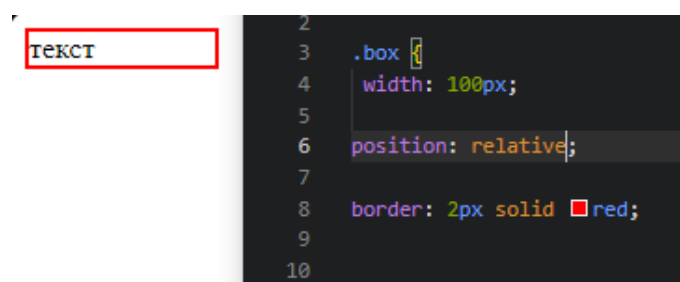 текст
2
3 .box {
4 width: 100px;
5
6 position: relative;
7
8 border: 2px solid red;
9
10